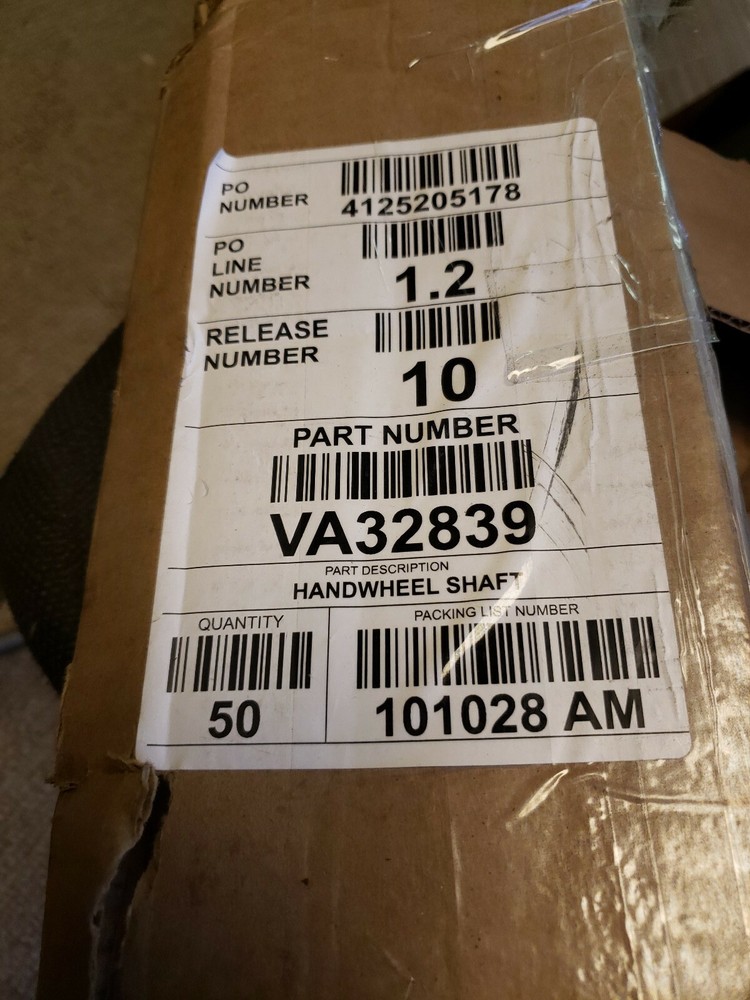 PO
NUMBER
4125205178
PO
LINE
NUMBER
1.2
RELEASE
NUMBER
10
PART NUMBER
VA32839
PART DESCRIPTION
HANDWHEEL SHAFT
QUANTITY
50
PACKING LIST NUMBER
101028 AM